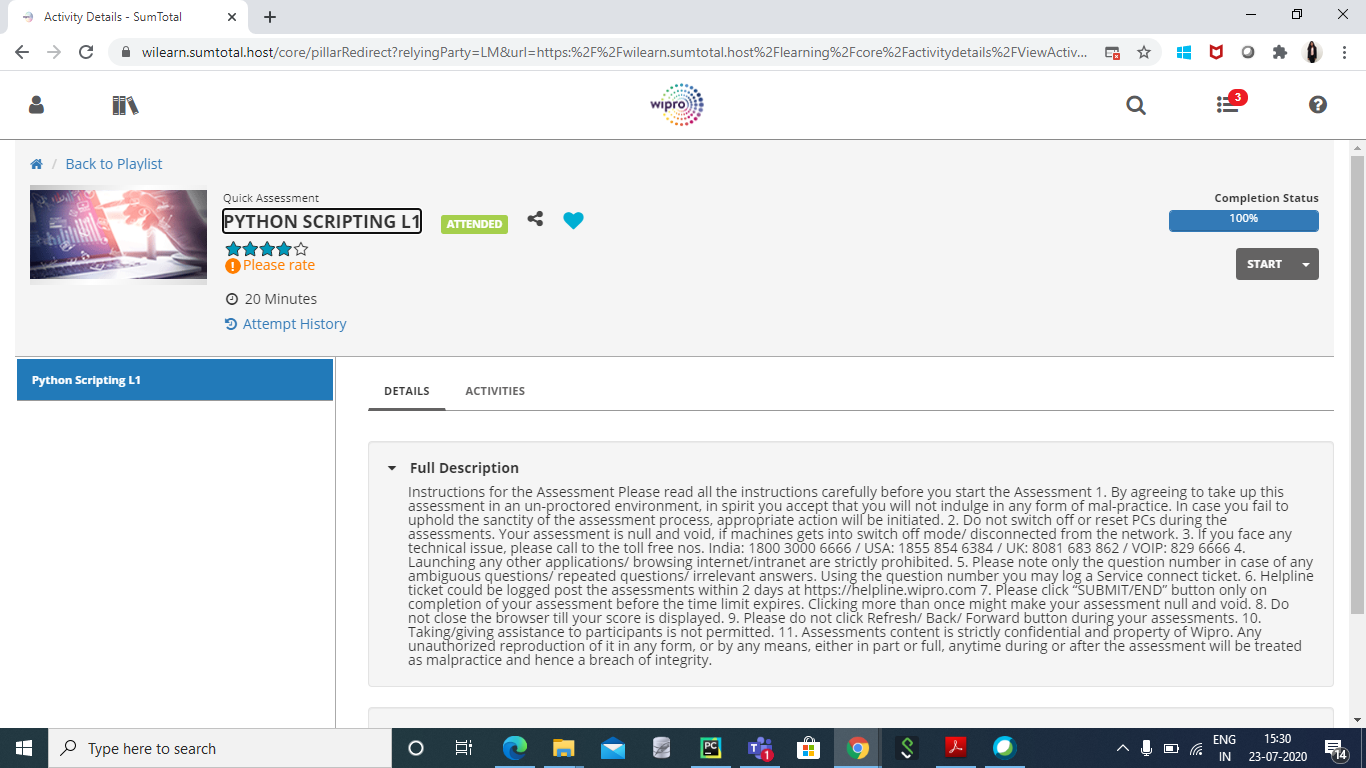 Activity Details - SumTotal
wilearn.sumtotal.host/core/pillarRedirect?relyingParty=LM&url=https:%2F%2Fwilearn.sumtotal.host%2Flearning%2Fcore%2Factivitydetails%2FViewActiv...
wipro
3
/ Back to Playlist
Quick Assessment
PYTHON SCRIPTING L1
ATTENDED
Please rate
20 Minutes
Attempt History
Completion Status
100%
START
Python Scripting L1
DETAILS ACTIVITIES
Full Description
Instructions for the Assessment Please read all the instructions carefully before you start the Assessment 1. By agreeing to take up this
assessment in an un-proctored environment, in spirit you accept that you will not indulge in any form of mal-practice. In case you fail to
uphold the sanctity of the assessment process, appropriate action will be initiated. 2. Do not switch off or reset PCs during the
assessments. Your assessment is null and void, if machines gets into switch off mode/ disconnected from the network. 3. If you face any
technical issue, please call to the toll free nos. India: 1800 3000 6666 / USA: 1855 854 6384 / UK: 8081 683 862 / VOIP: 829 6666 4.
Launching any other applications/ browsing internet/intranet are strictly prohibited. 5. Please note only the question number in case of any
ambiguous questions/ repeated questions/ irrelevant answers. Using the question number you may log a Service connect ticket. 6. Helpline
ticket could be logged post the assessments within 2 days at https://helpline.wipro.com 7. Please click “SUBMIT/END” button only on
completion of your assessment before the time limit expires. Clicking more than once might make your assessment null and void. 8. Do
not close the browser till your score is displayed. 9. Please do not click Refresh/ Back/ Forward button during your assessments. 10.
Taking/giving assistance to participants is not permitted. 11. Assessments content is strictly confidential and property of Wipro. Any
unauthorized reproduction of it in any form, or by any means, either in part or full, anytime during or after the assessment will be treated
as malpractice and hence a breach of integrity.
Type here to search
PC
1
ENG
IN
15:30
23-07-2020
14